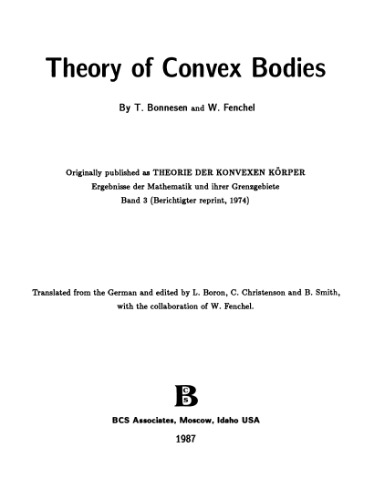 Theory of Convex Bodies
By T. Bonnesen and W. Fenchel
Originally published as THEORIE DER KONVEXEN KÖRPER
Ergebnisse der Mathematik und ihrer Grenzgebiete
Band 3 (Berichtigter reprint, 1974)
Translated from the German and edited by L. Boron, C. Christenson and B. Smith,
with the collaboration of W. Fenchel.
BCS
BCS Associates, Moscow, Idaho USA
1987